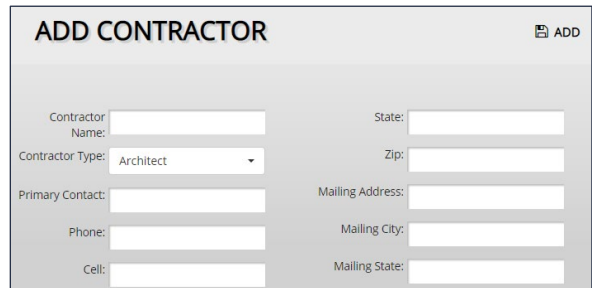 ADD CONTRACTOR
ADD
Contractor
Name:
Contractor Type:
Architect
Primary Contact:
Phone:
Cell:
State:
Zip:
Mailing Address:
Mailing City:
Mailing State: